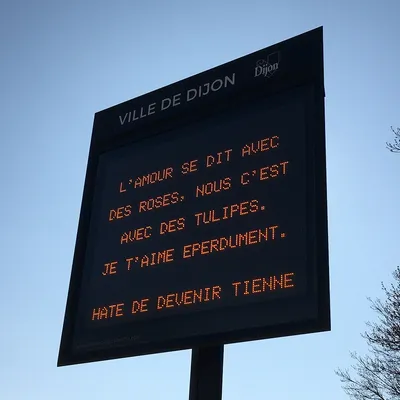 VILLE DE DIJON
Dijon
L'AMOUR SE DIT AVEC
DES ROSES, NOUS C'EST
AVEC DES TULIPES.
JE T'AIME EPERDUMENT.
HATE DE DEVENIR TIENNE